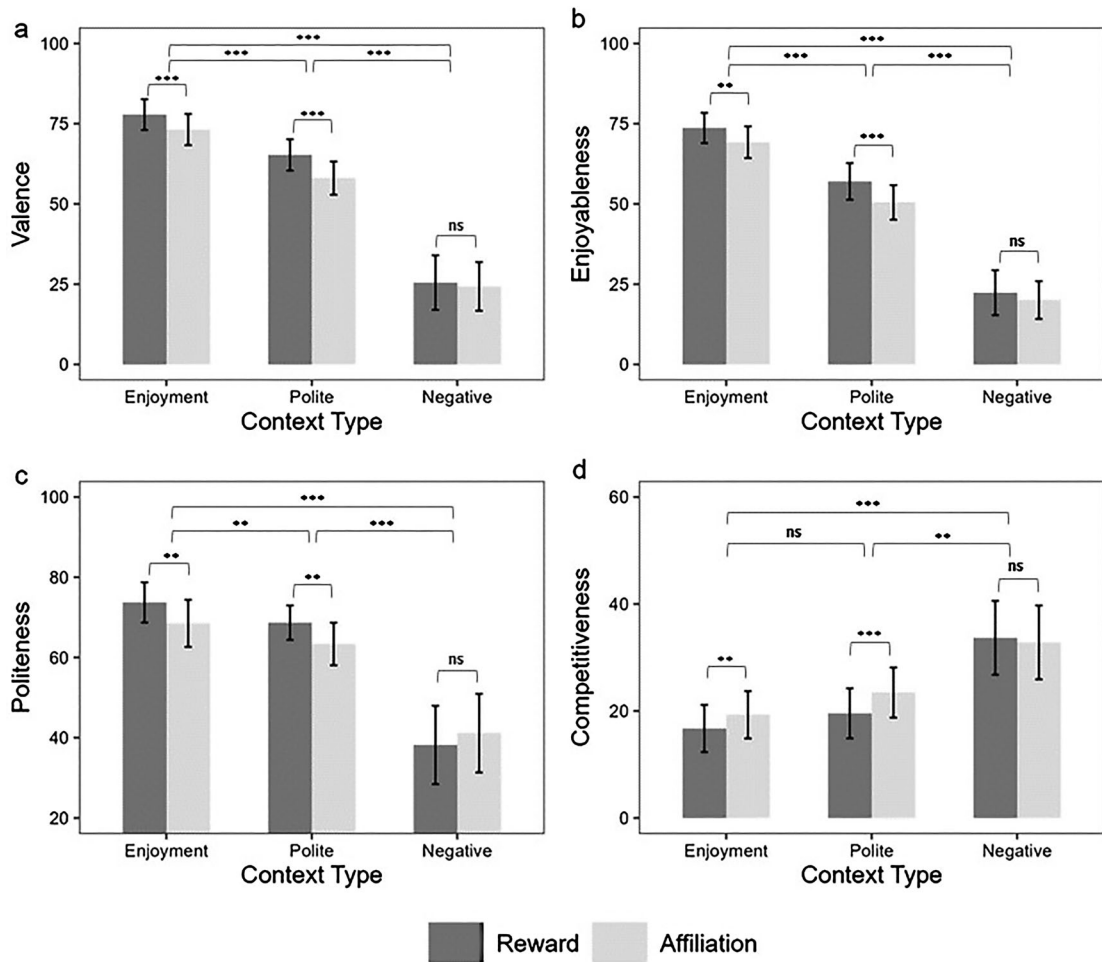 a
Valence
100
75
50
25
0
***
***
***
***
***
ns
Enjoyment Polite Negative
Context Type
b
Enjoyableness
100
75
50
25
0
***
***
***
**
***
ns
Enjoyment Polite Negative
Context Type
c
Politeness
100
80
60
40
20
***
**
***
**
**
ns
Enjoyment Polite Negative
Context Type
d
Competitiveness
60
40
20
0
***
ns
**
ns
***
**
Enjoyment Polite Negative
Context Type
Reward Affiliation